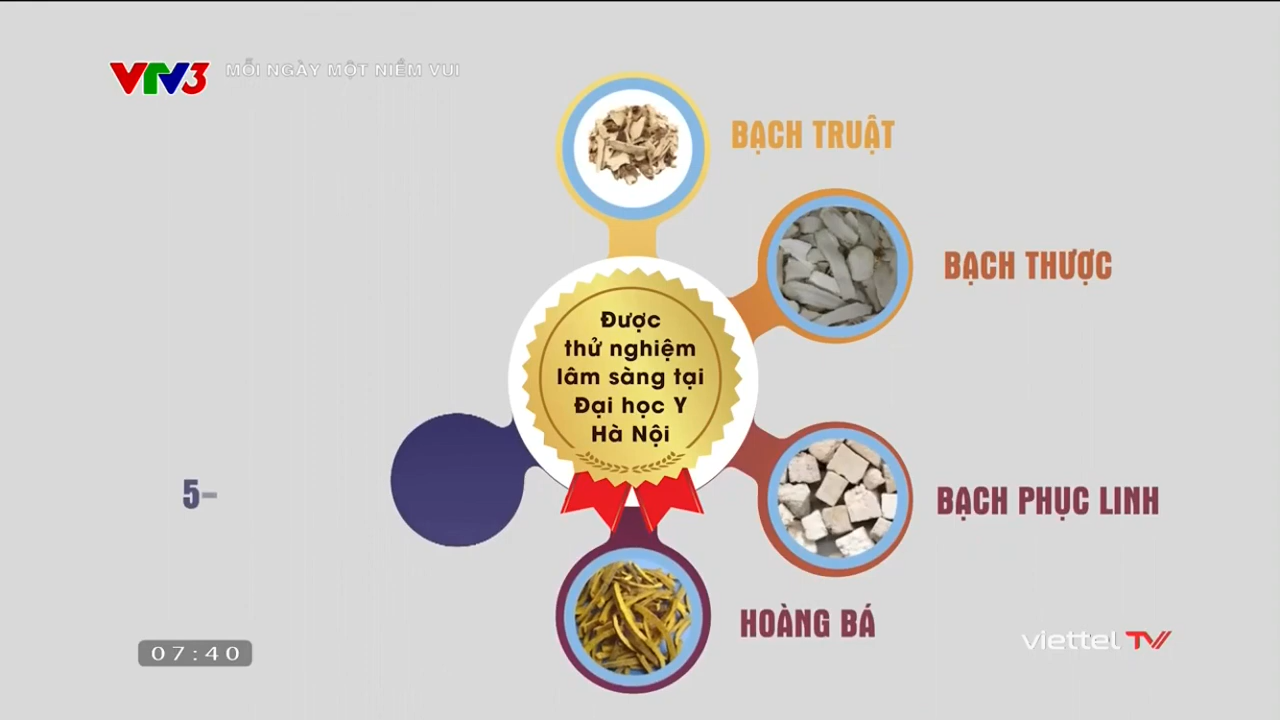 VTV3
MỖI NGÀY MỘT NIỀM VUI
BẠCH TRUẬT
BẠCH THƯỢC
Được
thử nghiệm
lâm sàng tại
Đại học Y
Hà Nội
5-
BẠCH PHỤC LINH
HOÀNG BÁ
07:40
viettel TV